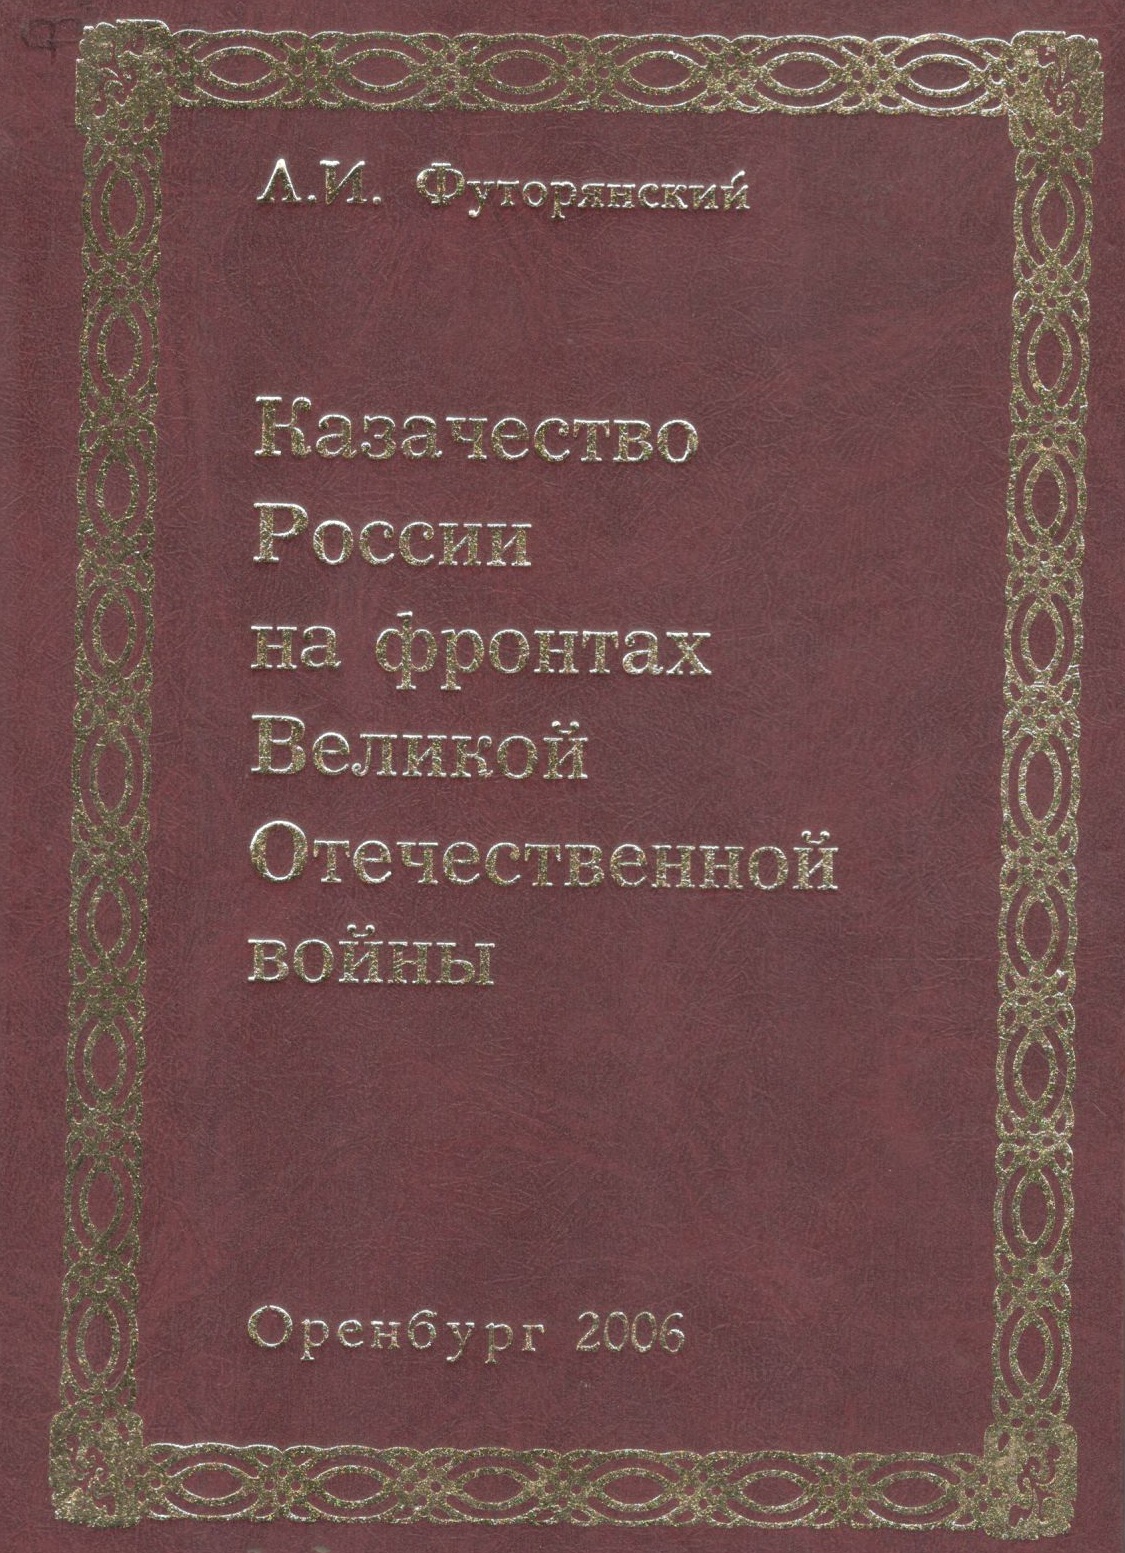 А.И. Футорянский
Казачество
России
на фронтах
Великой
Отечественной
войны
Оренбург 2006